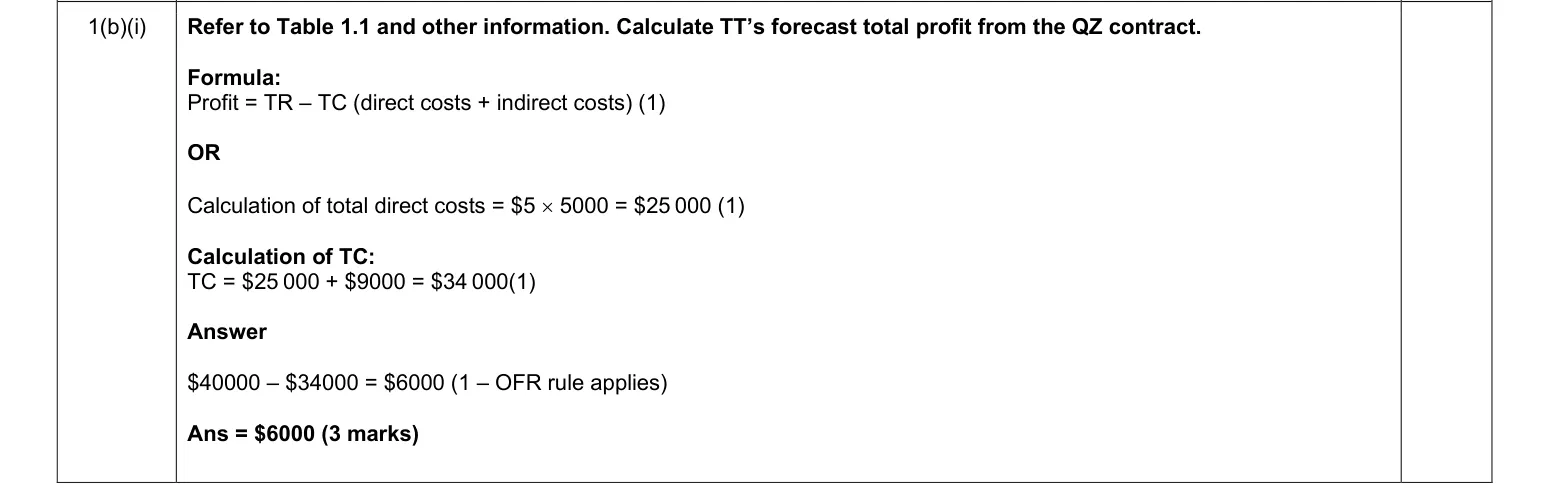 1(b)(i) Refer to Table 1.1 and other information. Calculate TT’s forecast total profit from the QZ contract.
Formula:
Profit = TR – TC (direct costs + indirect costs) (1)
OR
Calculation of total direct costs = $5 × 5000 = $25 000 (1)
Calculation of TC:
TC = $25 000 + $9000 = $34 000(1)
Answer
$40000 – $34000 = $6000 (1 – OFR rule applies)
Ans = $6000 (3 marks)